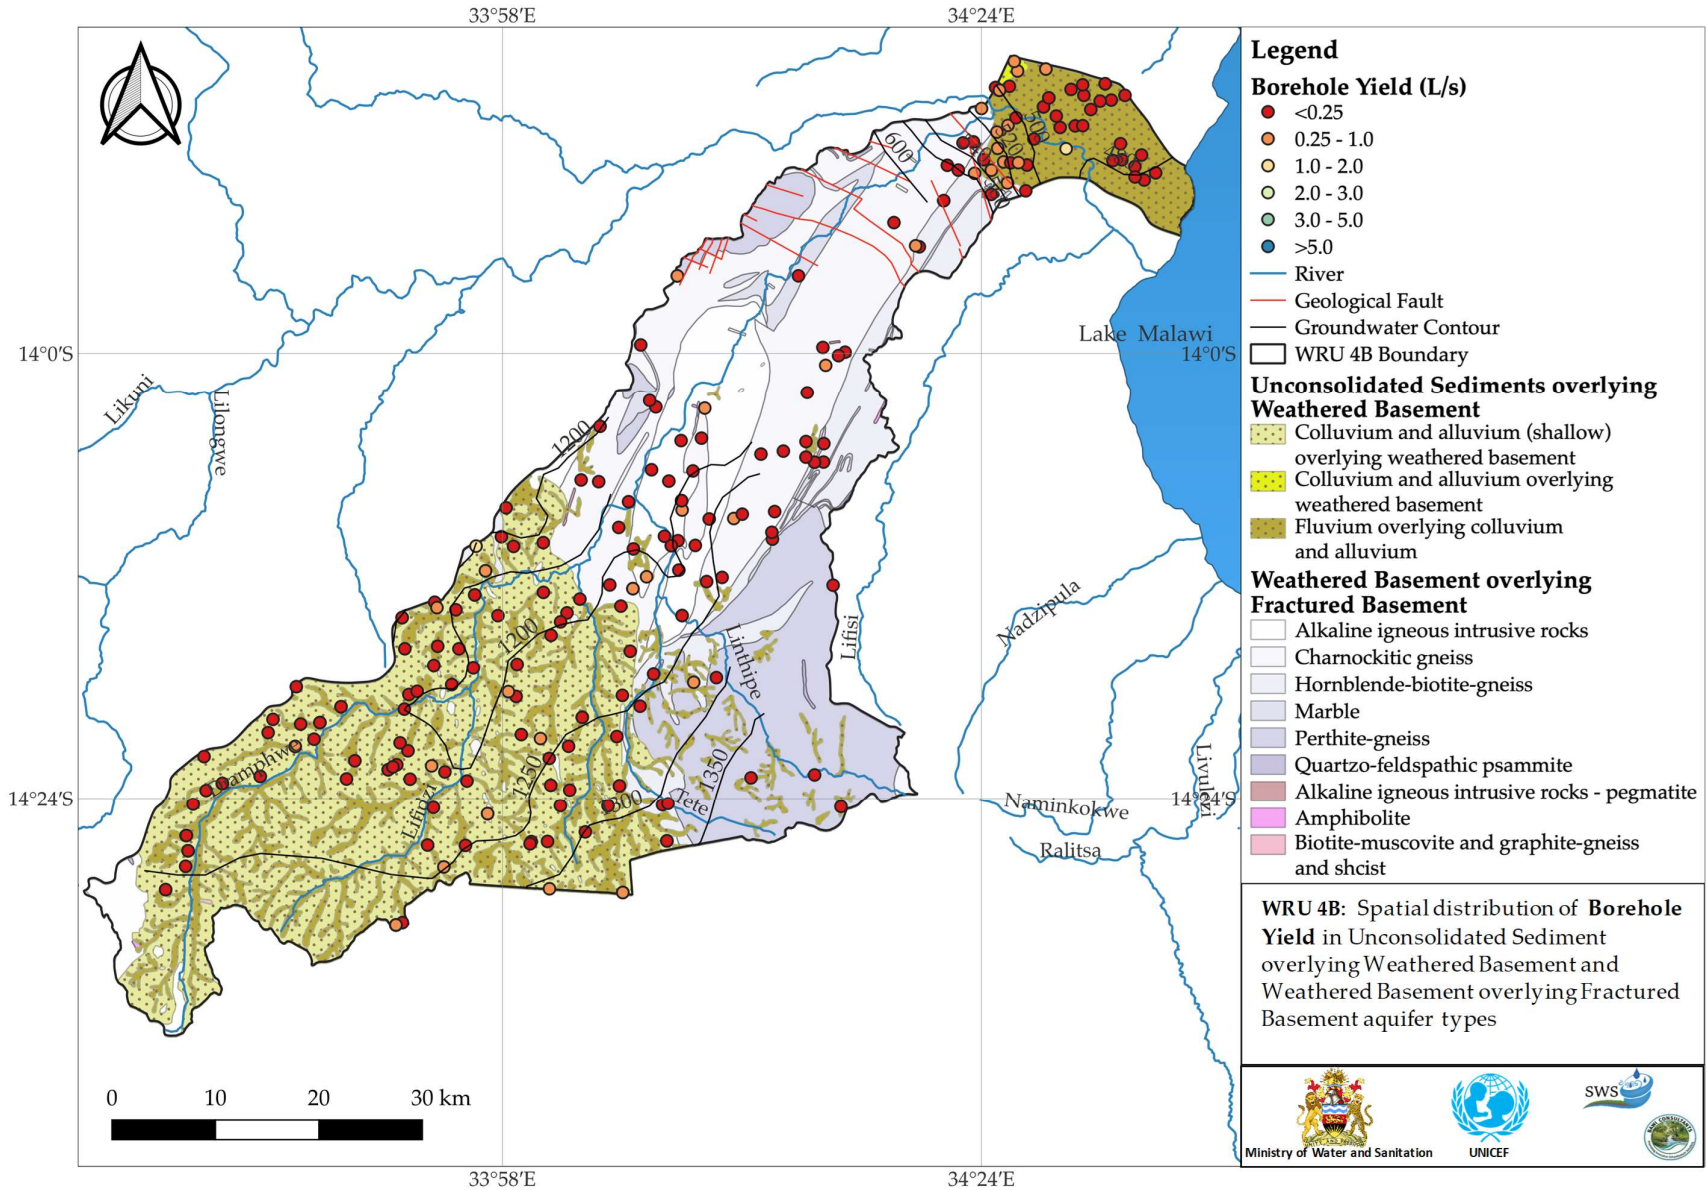 33°58'E
34°24'E
14°0'S
14°0'S
14°24'S
14°24'S
33°58'E
34°24'E
Likuni
Lilongwe
Lake Malawi
600
1200
1200
1250
1300
1350
Linthipe
Lifisi
Nadzipula
Livulezi
Naminkokwe
Ralitsa
Tete
Lifidzi
0 10 20 30 km
Legend
Borehole Yield (L/s)
<0.25
0.25 - 1.0
1.0 - 2.0
2.0 - 3.0
3.0 - 5.0
>5.0
River
Geological Fault
Groundwater Contour
WRU 4B Boundary
Unconsolidated Sediments overlying
Weathered Basement
Colluvium and alluvium (shallow)
overlying weathered basement
Colluvium and alluvium overlying
weathered basement
Fluvium overlying colluvium
and alluvium
Weathered Basement overlying
Fractured Basement
Alkaline igneous intrusive rocks
Charnockitic gneiss
Hornblende-biotite-gneiss
Marble
Perthite-gneiss
Quartzo-feldspathic psammite
Alkaline igneous intrusive rocks - pegmatite
Amphibolite
Biotite-muscovite and graphite-gneiss
and shcist
WRU 4B: Spatial distribution of Borehole
Yield in Unconsolidated Sediment
overlying Weathered Basement and
Weathered Basement overlying Fractured
Basement aquifer types
Ministry of Water and Sanitation
UNICEF
SWS